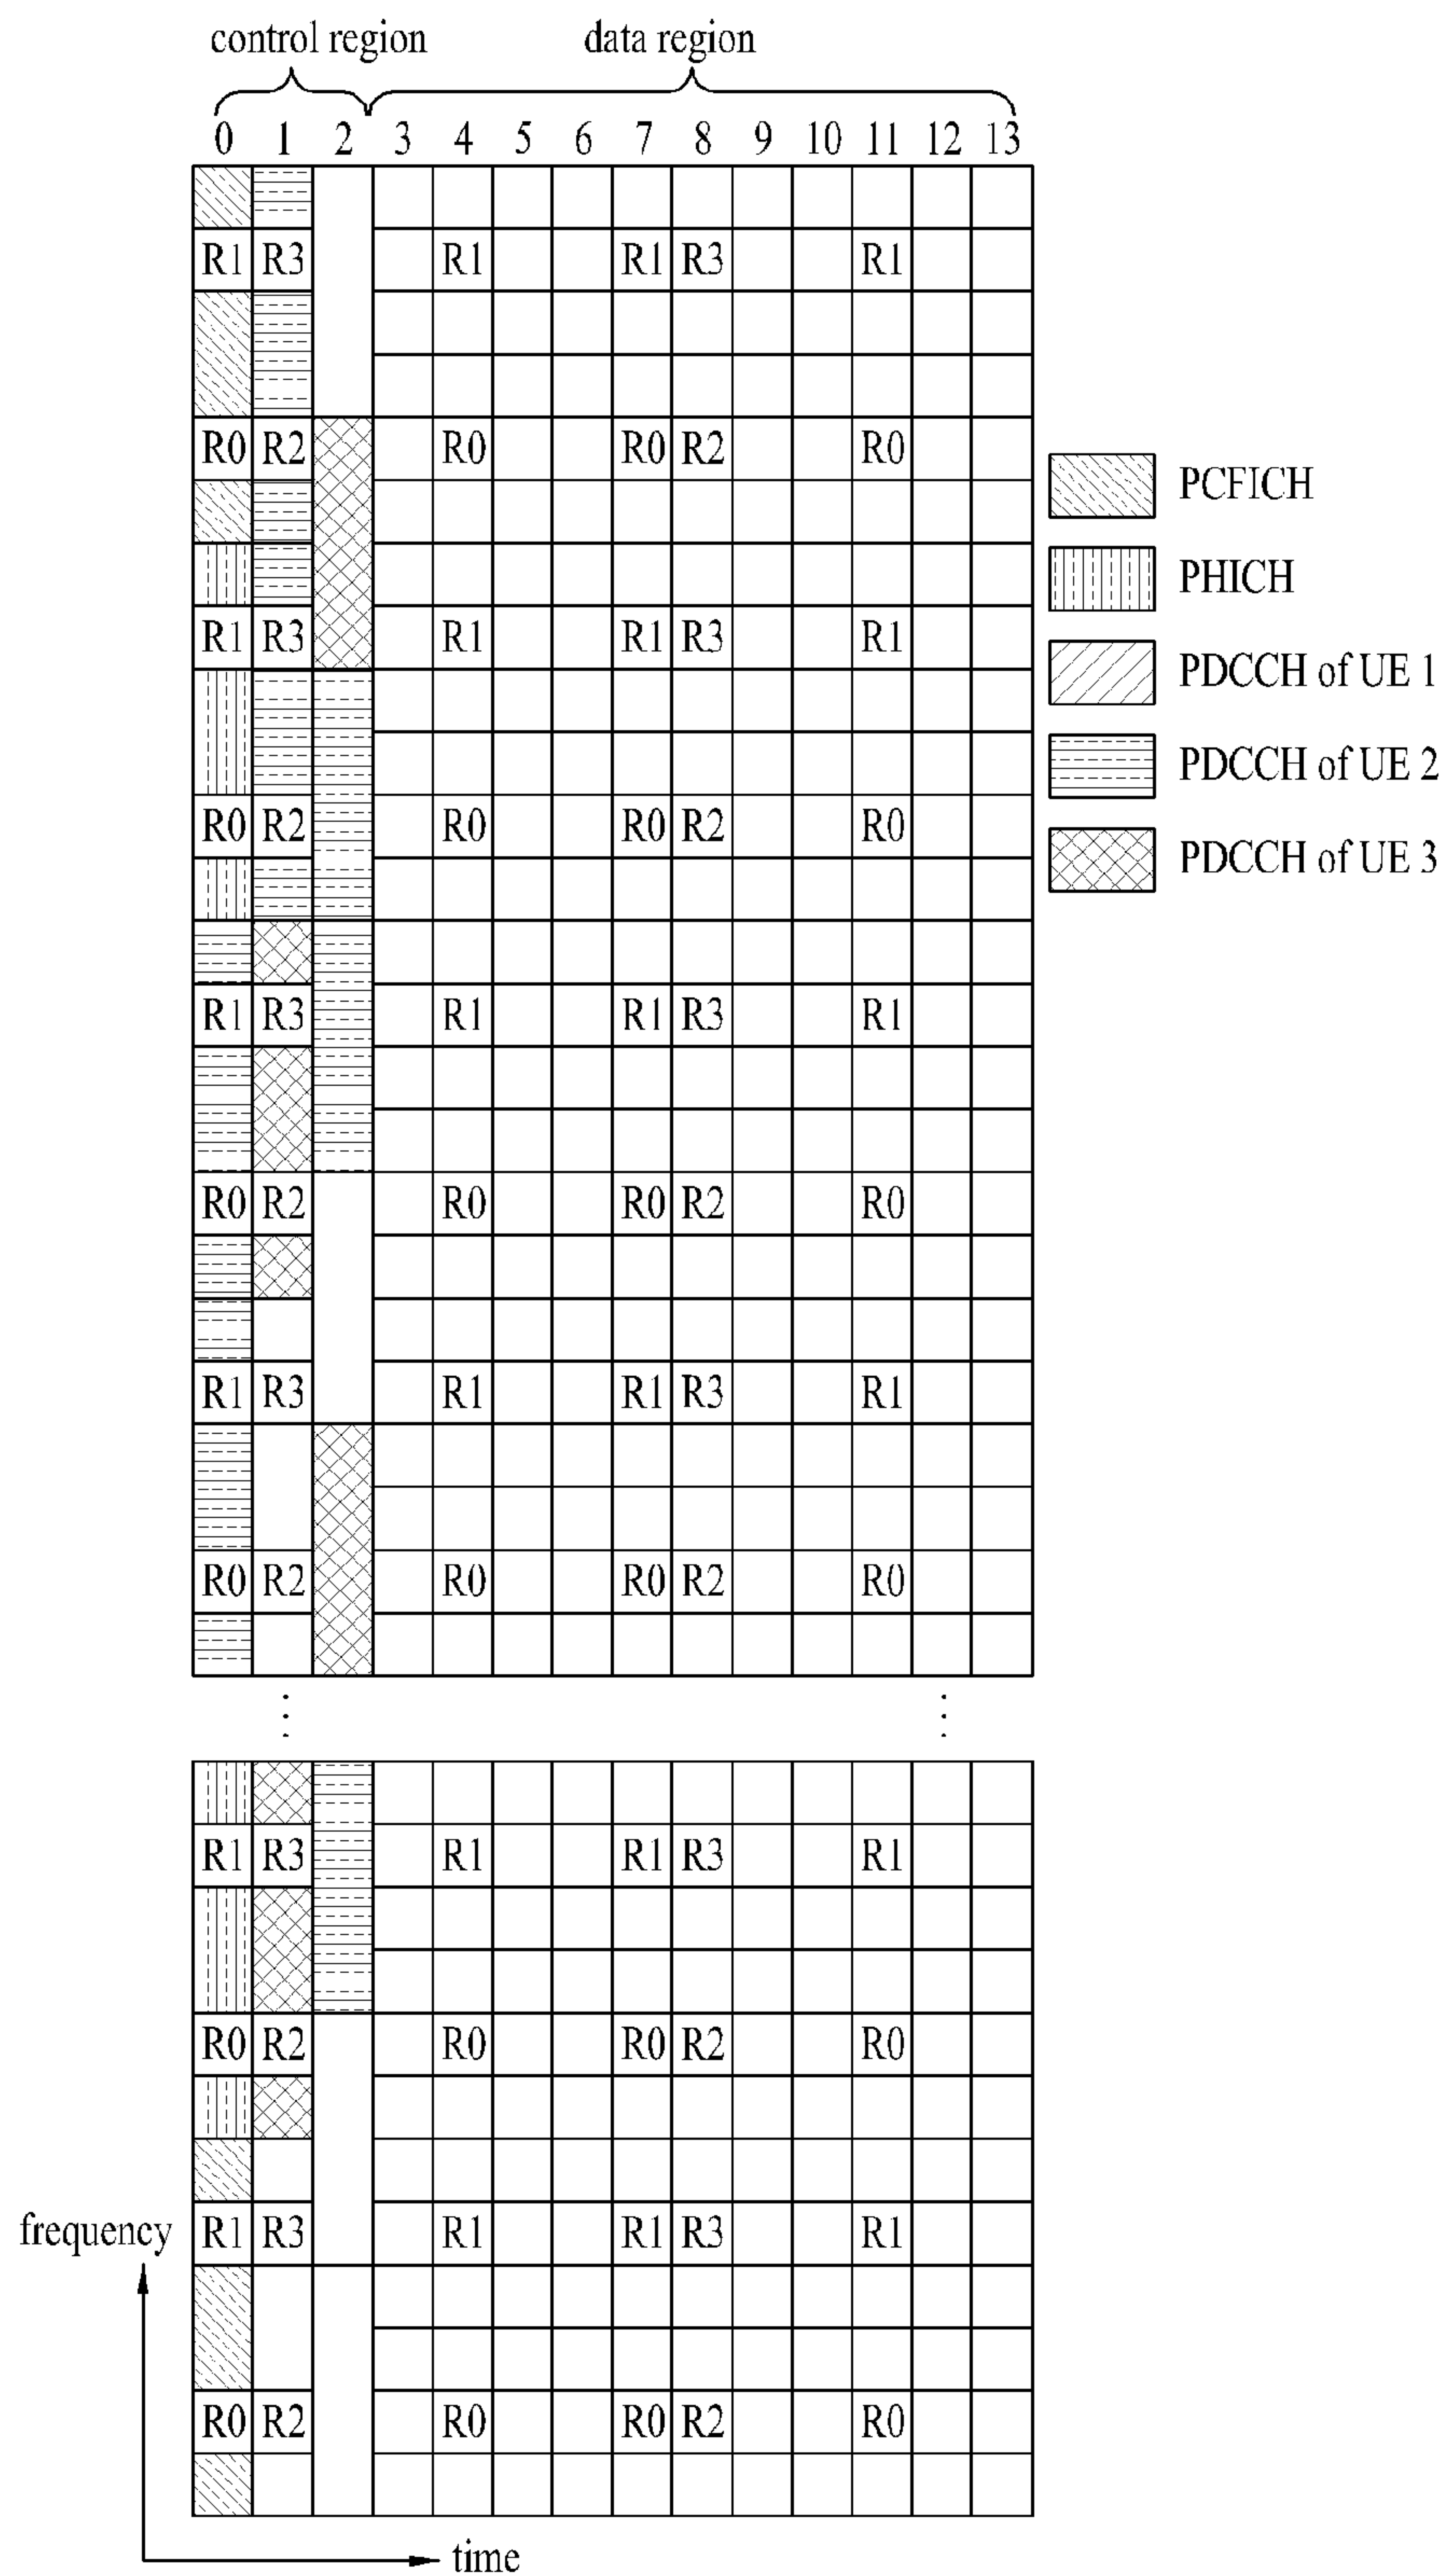 control region data region
0 1 2 3 4 5 6 7 8 9 10 11 12 13
R1 R3 R1 R1 R3 R1
R0 R2 R0 R0 R2 R0
PCFICH
PHICH
R1 R3 R1 R1 R3 R1
PDCCH of UE 1
PDCCH of UE 2
R0 R2 R0 R0 R2 R0
PDCCH of UE 3
R1 R3 R1 R1 R3 R1
R0 R2 R0 R0 R2 R0
R1 R3 R1 R1 R3 R1
R0 R2 R0 R0 R2 R0
R1 R3 R1 R1 R3 R1
R0 R2 R0 R0 R2 R0
frequency R1 R3 R1 R1 R3 R1
R0 R2 R0 R0 R2 R0
time